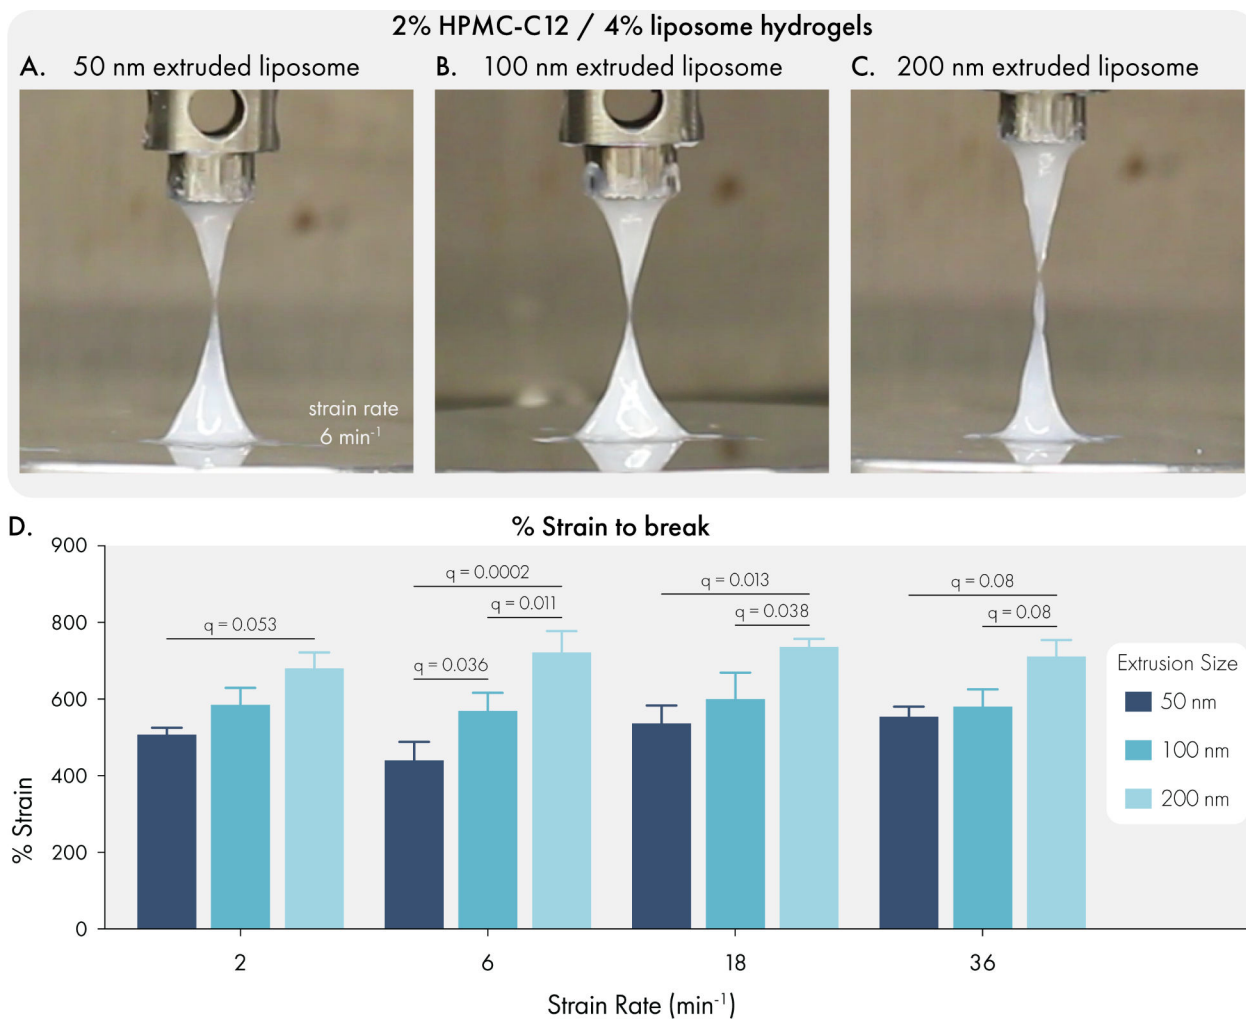 2% HPMC-C12 / 4% liposome hydrogels
A. 50 nm extruded liposome
B. 100 nm extruded liposome
C. 200 nm extruded liposome
strain rate
6 min⁻¹
D. % Strain to break
900
800
600
400
200
0
% Strain
q = 0.053
q = 0.0002
q = 0.011
q = 0.036
q = 0.013
q = 0.038
q = 0.08
q = 0.08
Extrusion Size
50 nm
100 nm
200 nm
2
6
18
36
Strain Rate (min⁻¹)